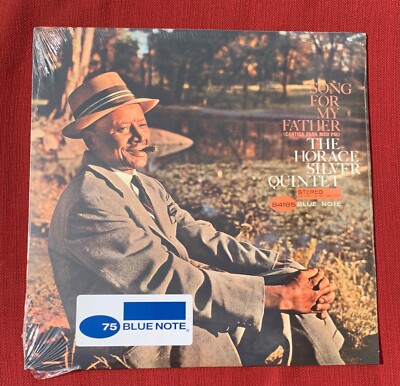 SONG
FOR
MY
FATHER
(CANTIGA PARA MEU PAI)
THE
HORACE
SILVER
QUINTET
STEREO
84185 BLUE NOTE
75 BLUE NOTE